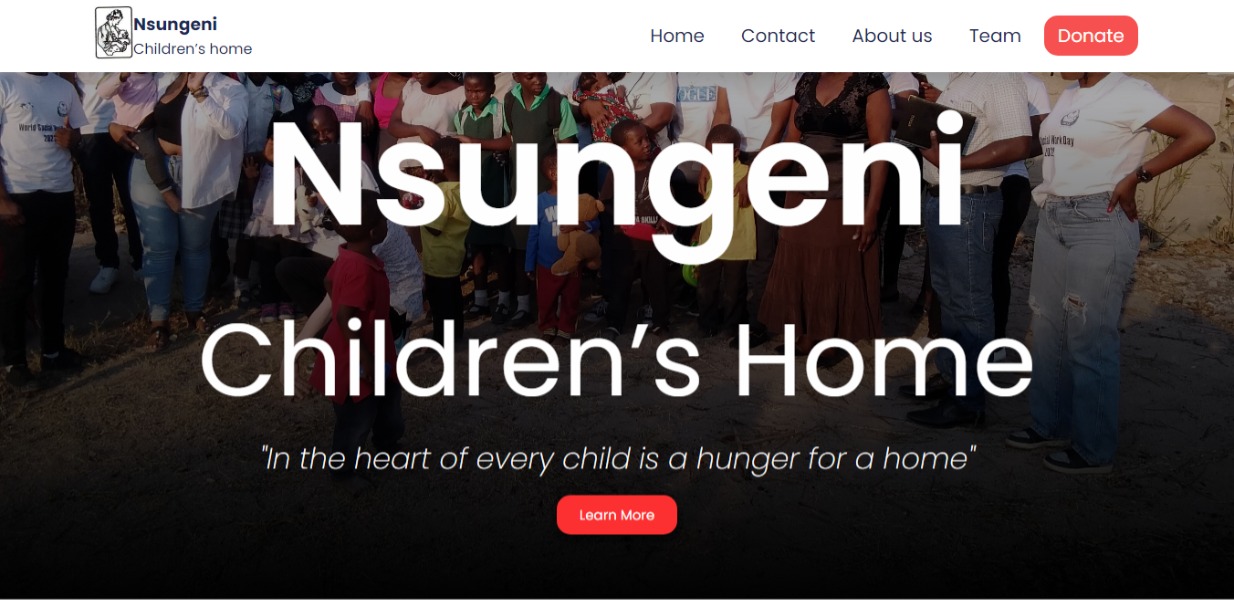 Nsungeni
Children's home
Home
Contact
About us
Team
Donate
Nsungeni
Children’s Home
"In the heart of every child is a hunger for a home"
Learn More